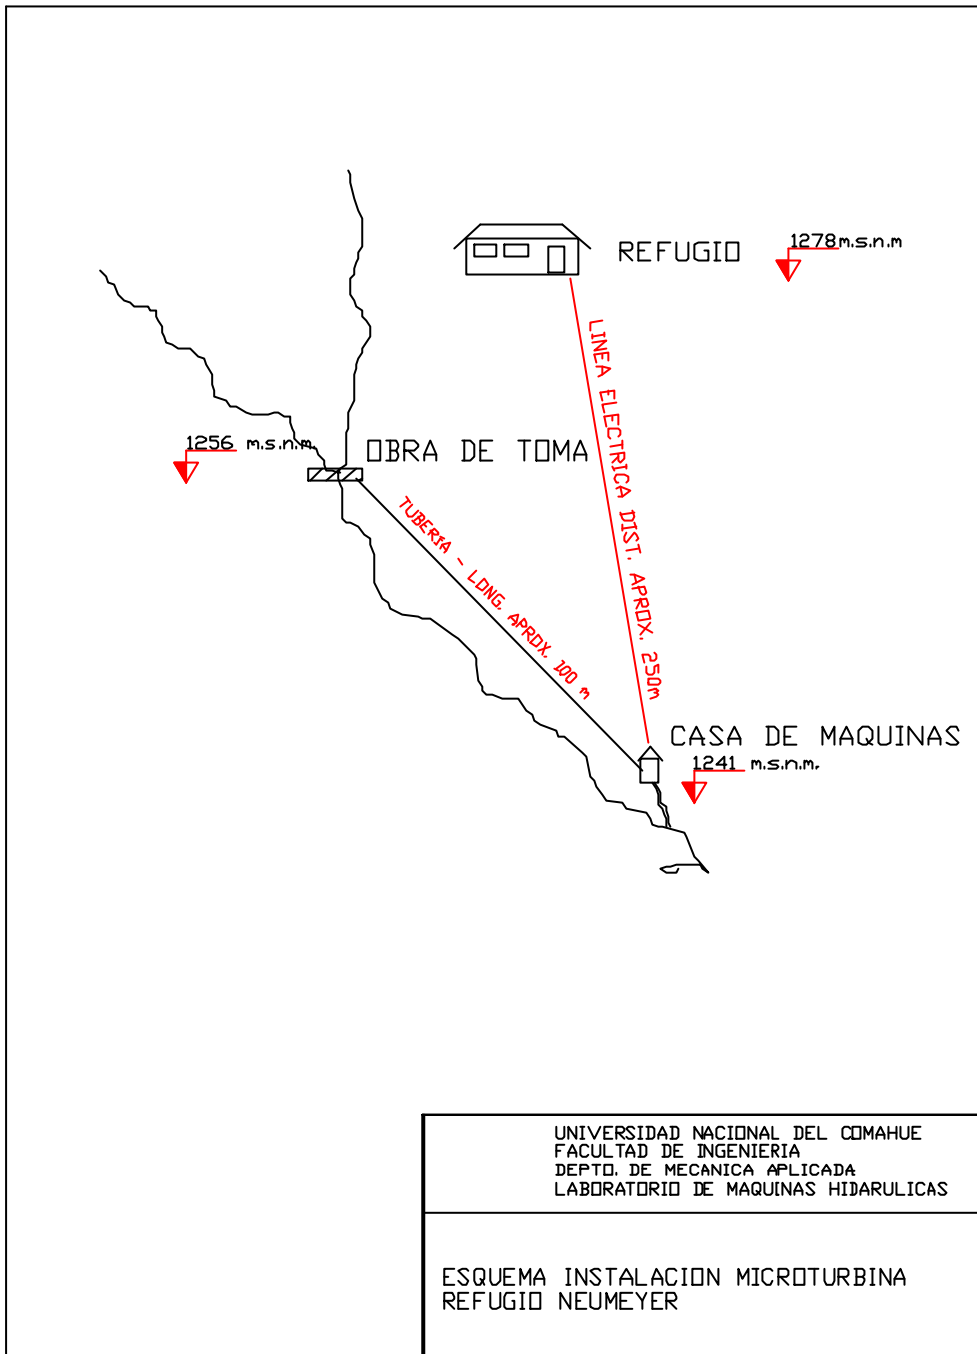 REFUGIO
1278 m.s.n.m
LINEA ELECTRICA DIST. APROX. 250m
1256 m.s.n.m.
OBRA DE TOMA
TUBERIA - LONG. APROX. 100 m
CASA DE MAQUINAS
1241 m.s.n.m.
UNIVERSIDAD NACIONAL DEL COMAHUE
FACULTAD DE INGENIERIA
DEPTO. DE MECANICA APLICADA
LABORATORIO DE MAQUINAS HIDARULICAS
ESQUEMA INSTALACION MICROTURBINA
REFUGIO NEUMEYER